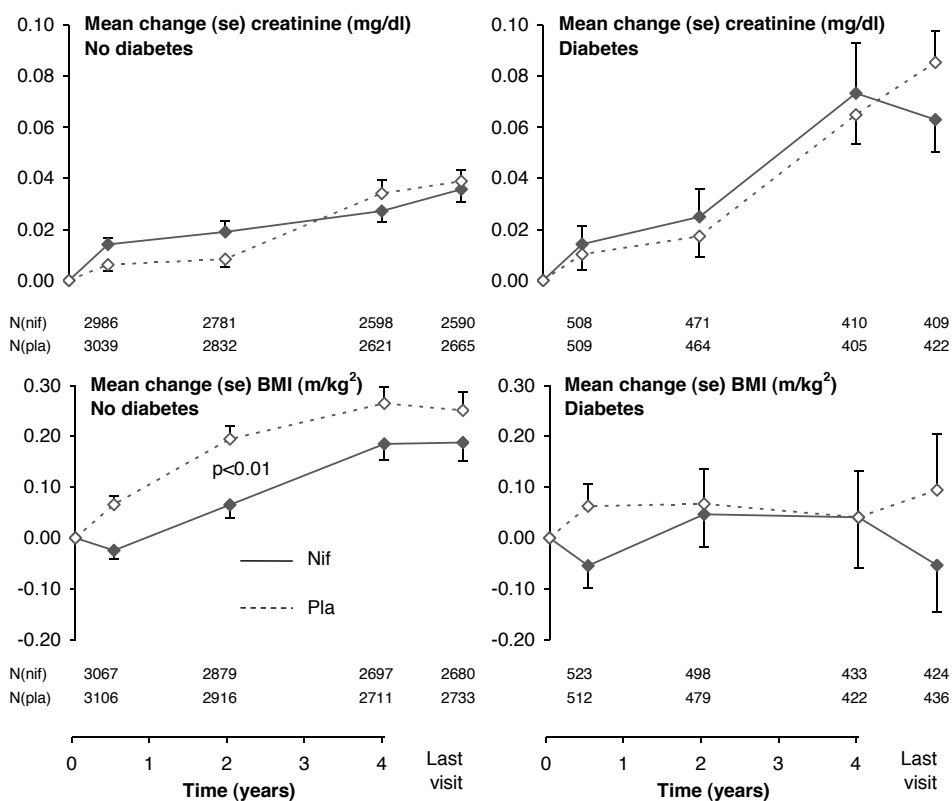 Mean change (se) creatinine (mg/dl)
No diabetes
0.10
0.08
0.06
0.04
0.02
0.00
N(nif) 2986 2781 2598 2590
N(pla) 3039 2832 2621 2665
Mean change (se) creatinine (mg/dl)
Diabetes
0.10
0.08
0.06
0.04
0.02
0.00
508 471 410 409
509 464 405 422
Mean change (se) BMI (m/kg²)
No diabetes
0.30
0.20
p<0.01
0.10
0.00
Nif
-0.10
Pla
-0.20
N(nif) 3067 2879 2697 2680
N(pla) 3106 2916 2711 2733
0 1 2 3 4 Last
visit
Time (years)
Mean change (se) BMI (m/kg²)
Diabetes
0.30
0.20
0.10
0.00
-0.10
-0.20
523 498 433 424
512 479 422 436
0 1 2 3 4 Last
visit
Time (years)